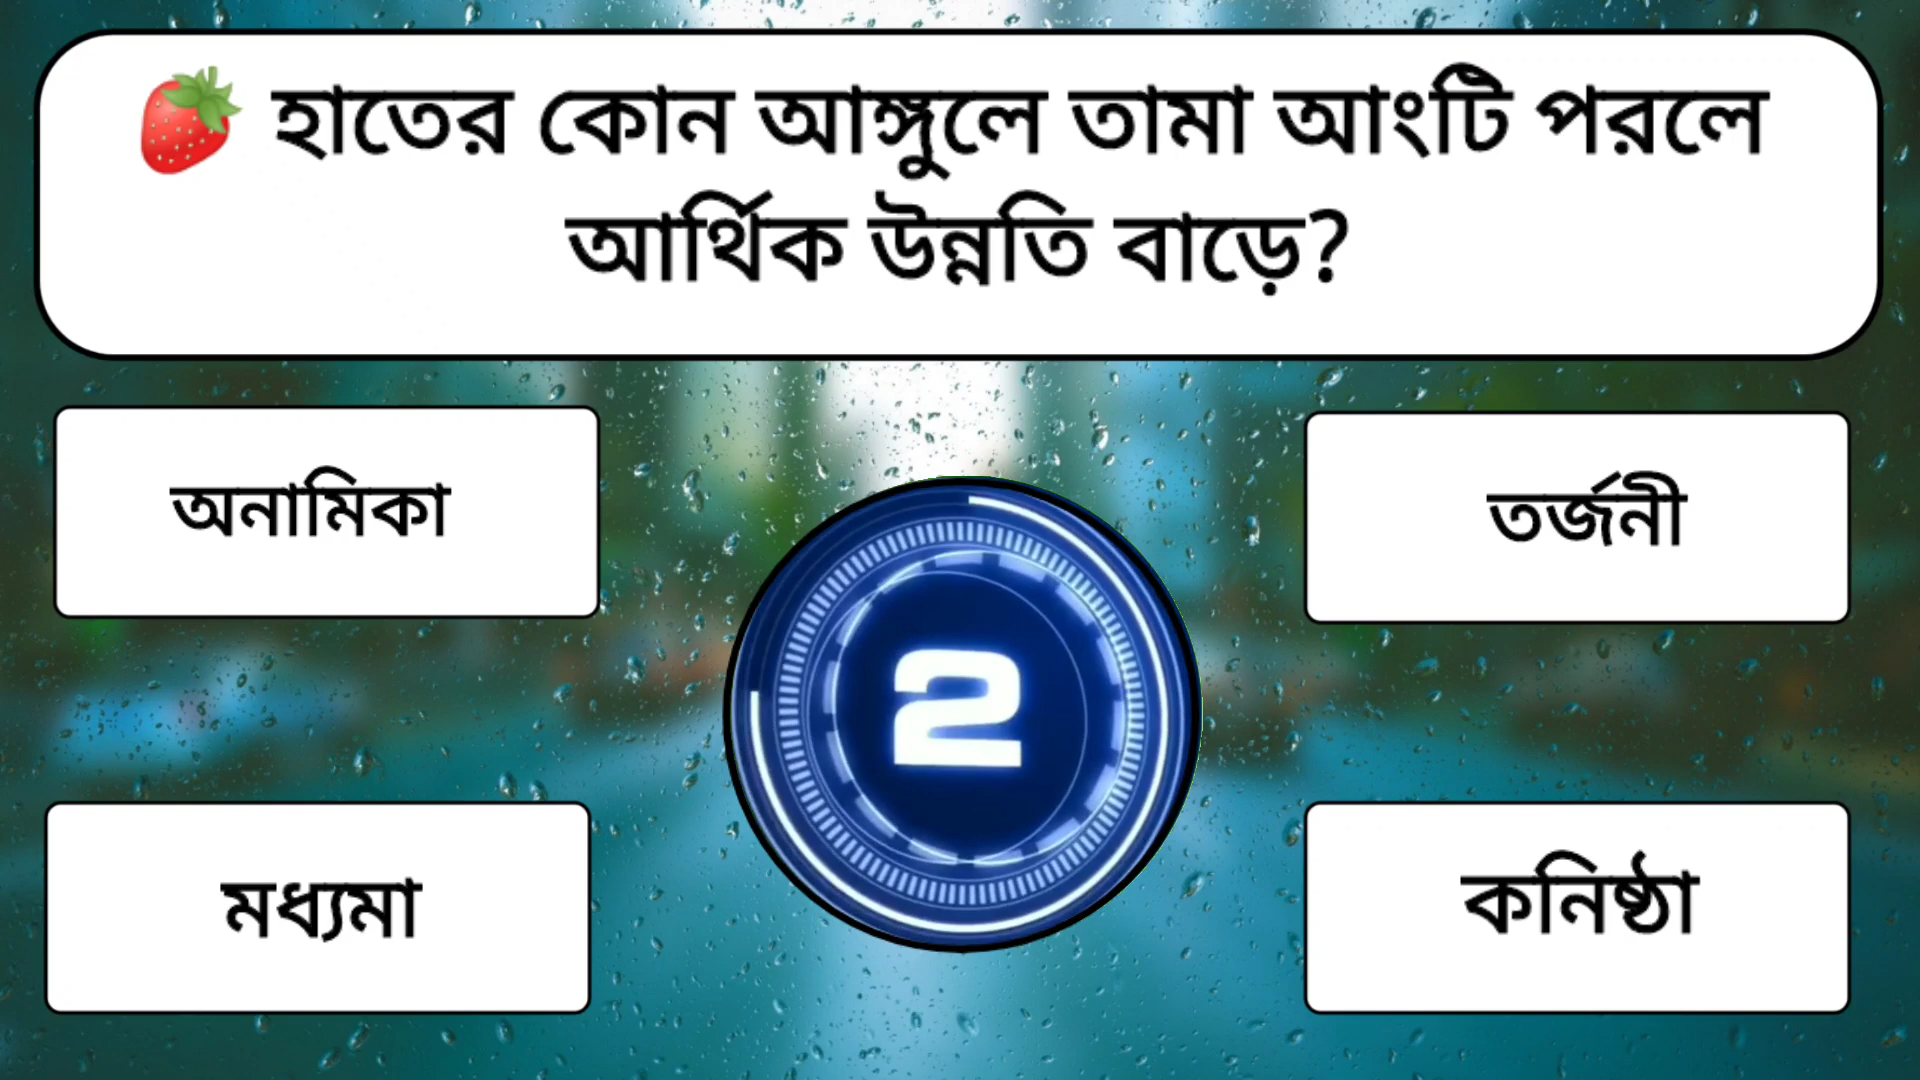 🍓 হাতের কোন আঙ্গুলে তামা আংটি পরলে
আর্থিক উন্নতি বাড়ে?
অনামিকা
তর্জনী
2
মধ্যমা
কনিষ্ঠা